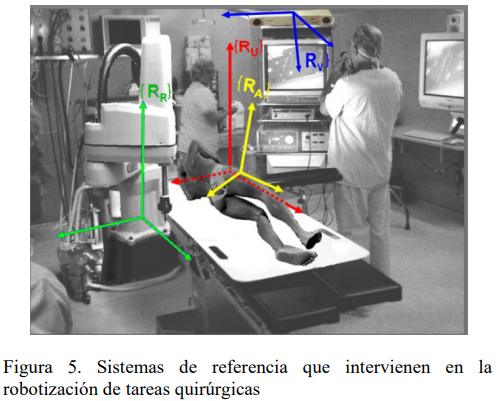 {R_U}
{R_V}
{R_A}
{R_R}
Figura 5. Sistemas de referencia que intervienen en la
robotización de tareas quirúrgicas